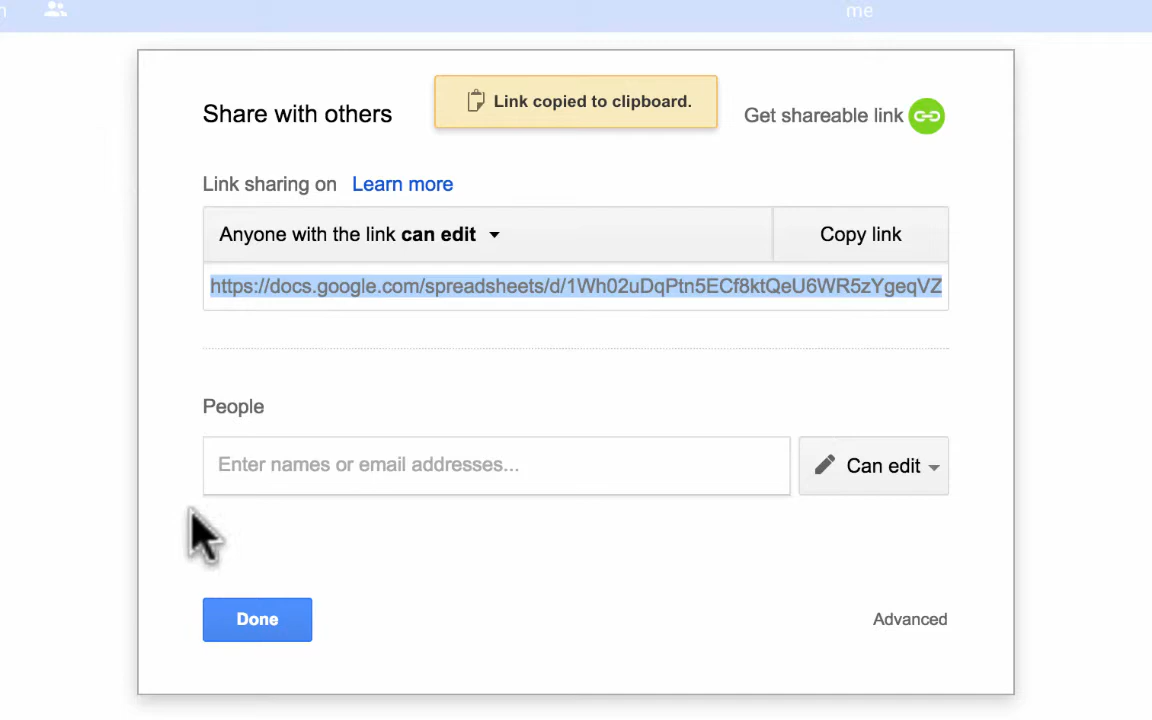 me
Share with others
Link copied to clipboard.
Get shareable link
Link sharing on Learn more
Anyone with the link can edit
Copy link
https://docs.google.com/spreadsheets/d/1Wh02uDqPtn5ECf8ktQeU6WR5zYgeqVZ
People
Enter names or email addresses...
Can edit
Done
Advanced